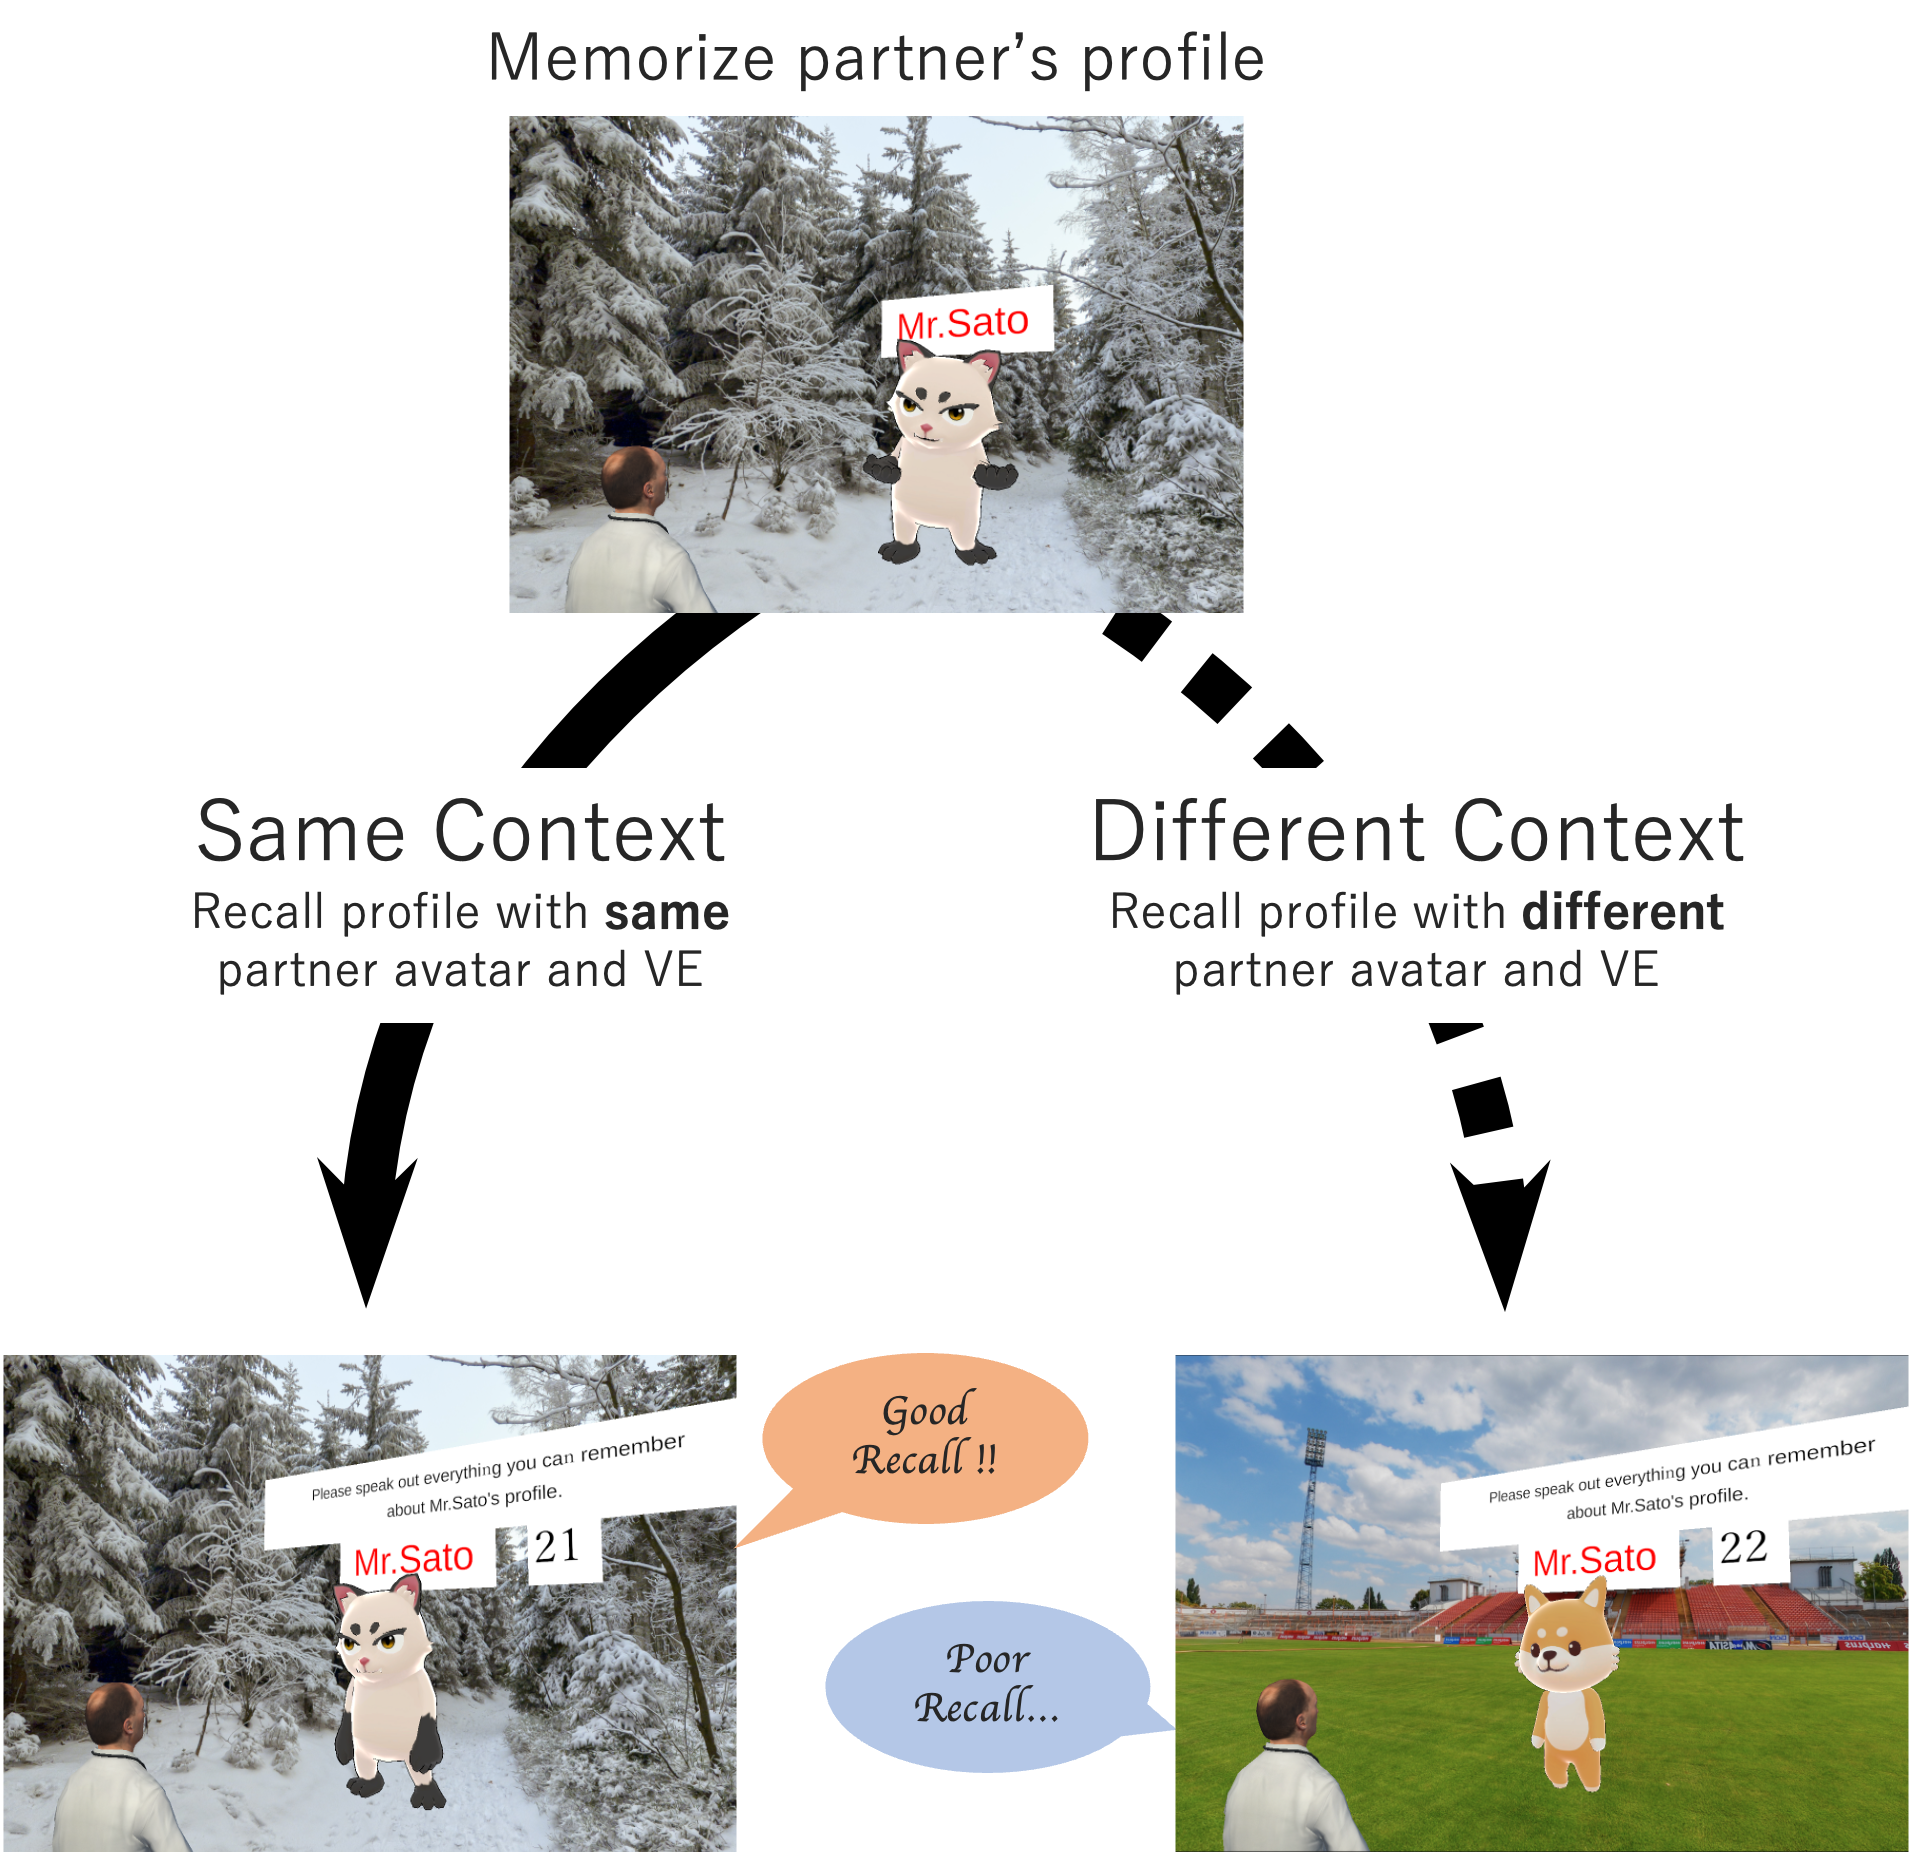 Memorize partner’s profile
Mr.Sato
Same Context
Recall profile with same
partner avatar and VE
Different Context
Recall profile with different
partner avatar and VE
Please speak out everything you can remember
about Mr.Sato's profile.
Mr.Sato
21
Good
Recall !!
Poor
Recall...
Please speak out everything you can remember
about Mr.Sato's profile.
Mr.Sato
22